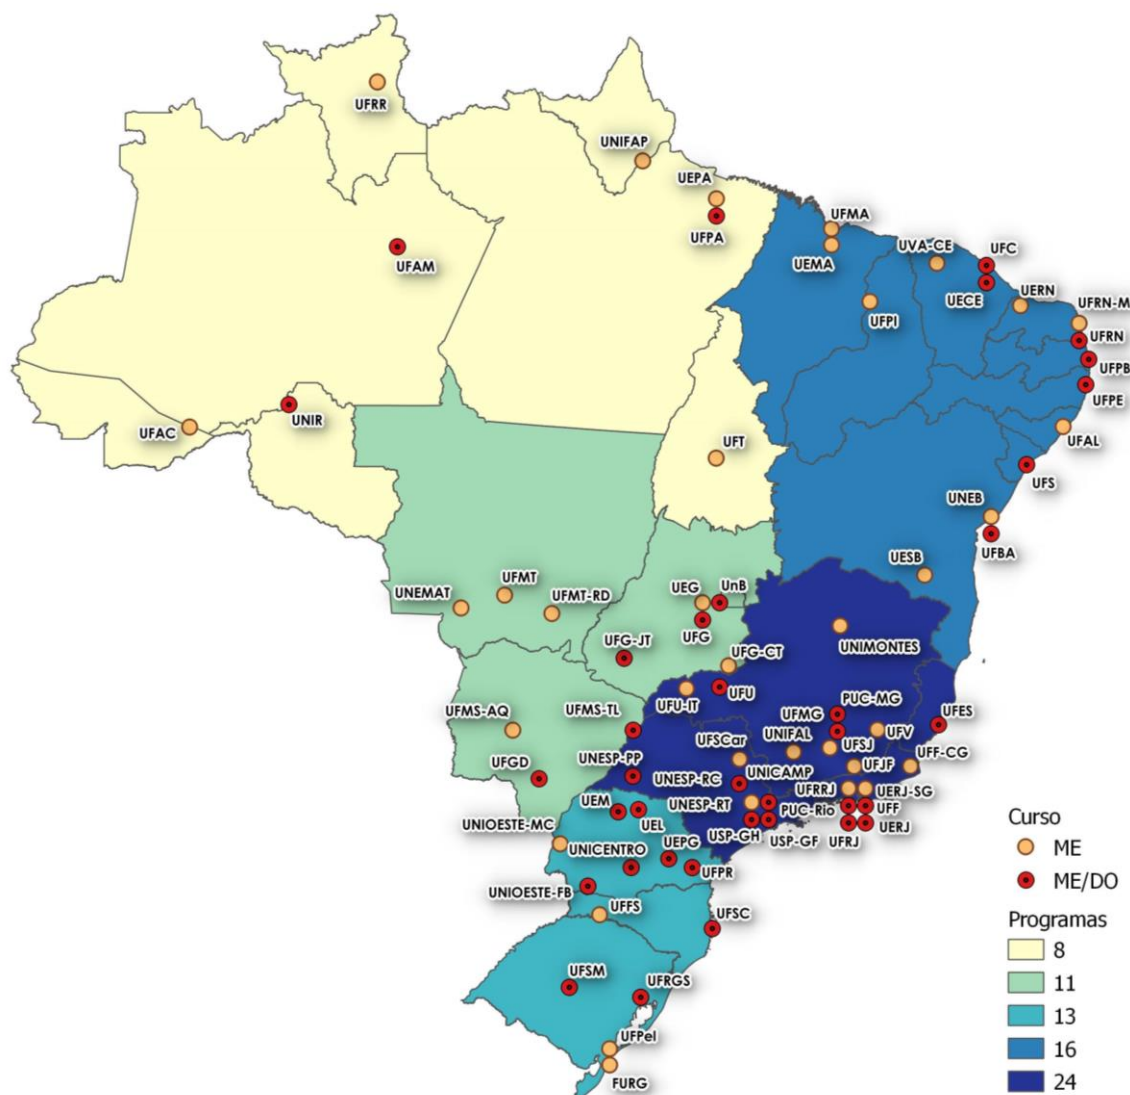 UFRR
UNIFAP
UEPA
UFPA
UFAM
UFMA
UEMA
UVA-CE
UFC
UECE
UERN
UFPI
UFRN-M
UFRN
UFPB
UFPE
UFAC
UNIR
UFT
UFAL
UFS
UNEB
UFBA
UESB
UNEMAT
UFMT
UFMT-RD
UEG
UnB
UFG
UFG-JT
UFG-CT
UNIMONTES
UFU-IT
UFU
PUC-MG
UFMG
UFES
UFMS-AQ
UFMS-TL
UFSCar
UNIFAL
UFSJ
UFV
UFF-CG
UFJF
UFGD
UNESP-PP
UNESP-RC
UNICAMP
UFRRJ
UERJ-SG
UNESP-RT
PUC-Rio
UFF
USP-GH
USP-GF
UFRJ
UERJ
UEM
UEL
UNIOESTE-MC
UNICENTRO
UEPG
UFPR
UNIOESTE-FB
UFFS
UFSC
UFSM
UFRGS
UFPel
FURG
Curso
ME
ME/DO
Programas
8
11
13
16
24